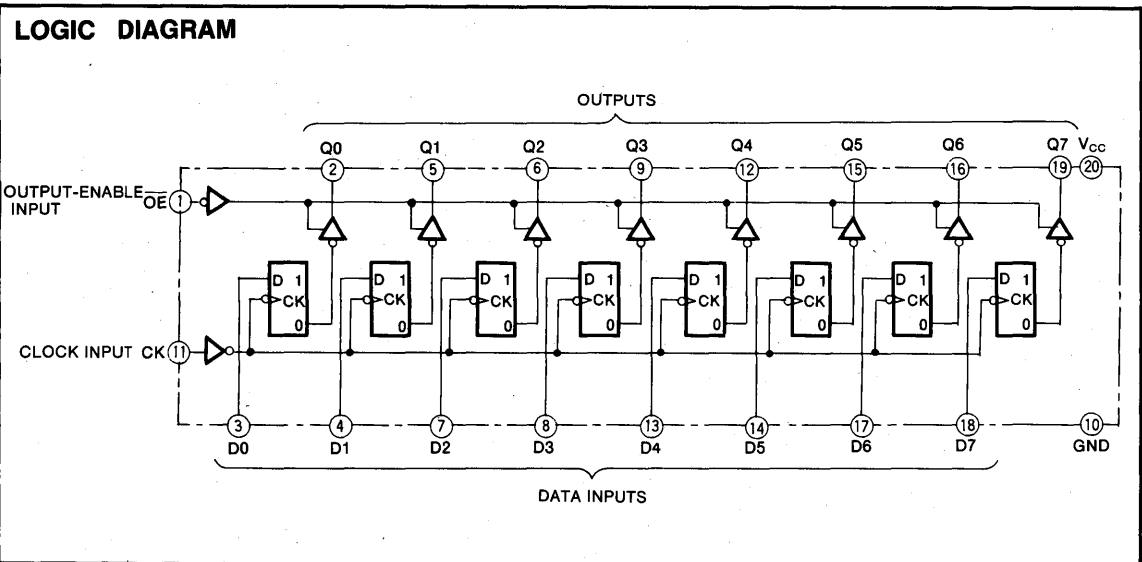 LOGIC DIAGRAM
OUTPUTS
Q0 Q1 Q2 Q3 Q4 Q5 Q6 Q7 VCC
2 5 6 9 12 15 16 19 20
OUTPUT-ENABLE
INPUT
OE 1
D 1 D 1 D 1 D 1 D 1 D 1 D 1 D 1
CK CK CK CK CK CK CK CK
0 0 0 0 0 0 0 0
CLOCK INPUT CK 11
3 4 7 8 13 14 17 18 10
D0 D1 D2 D3 D4 D5 D6 D7 GND
DATA INPUTS